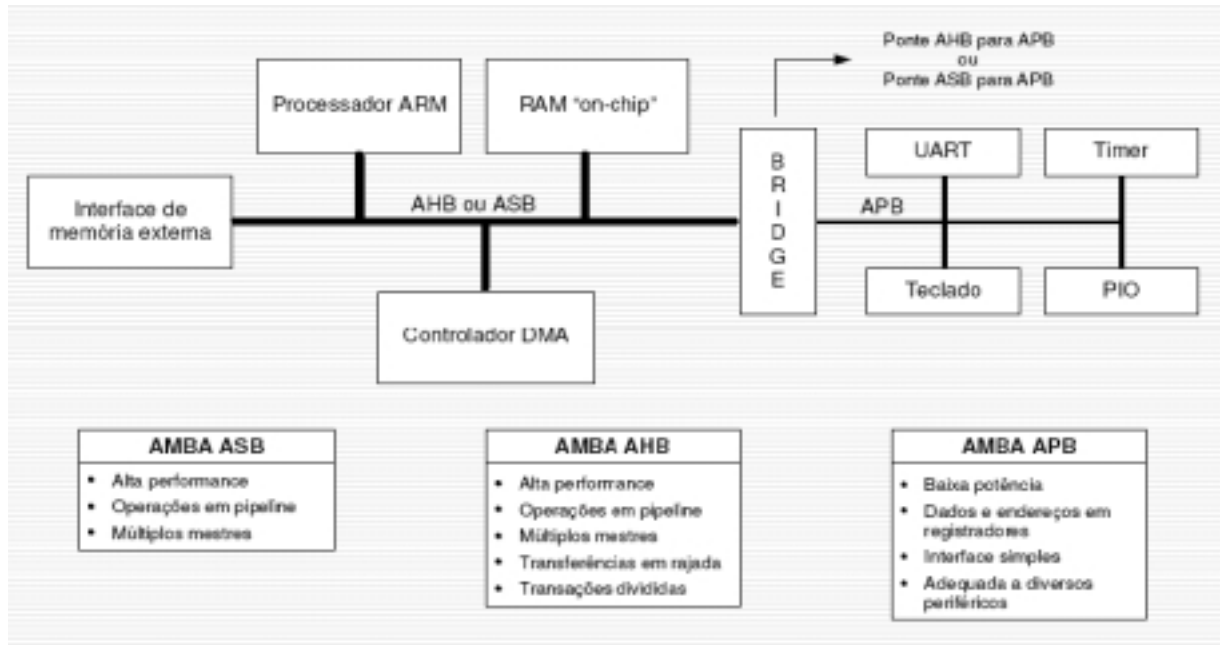 Ponte AHB para APB
ou
Ponte ASB para APB
Processador ARM
RAM "on-chip"
B
R
I
D
G
E
UART
Timer
Interface de
memória externa
AHB ou ASB
APB
Teclado
PIO
Controlador DMA
AMBA ASB
• Alta performance
• Operações em pipeline
• Múltiplos mestres
AMBA AHB
• Alta performance
• Operações em pipeline
• Múltiplos mestres
• Transferências em rajada
• Transações divididas
AMBA APB
• Baixa potência
• Dados e endereços em
registradores
• Interface simples
• Adequada a diversos
periféricos